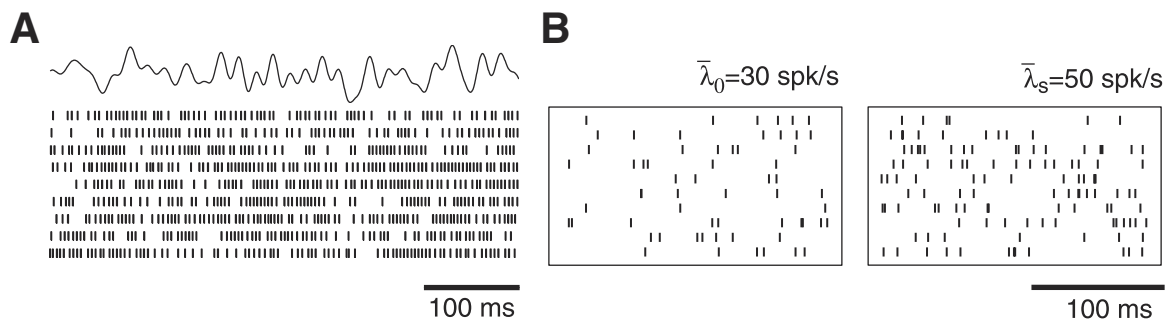 A
B
λ̄₀=30 spk/s
λ̄ₛ=50 spk/s
100 ms
100 ms